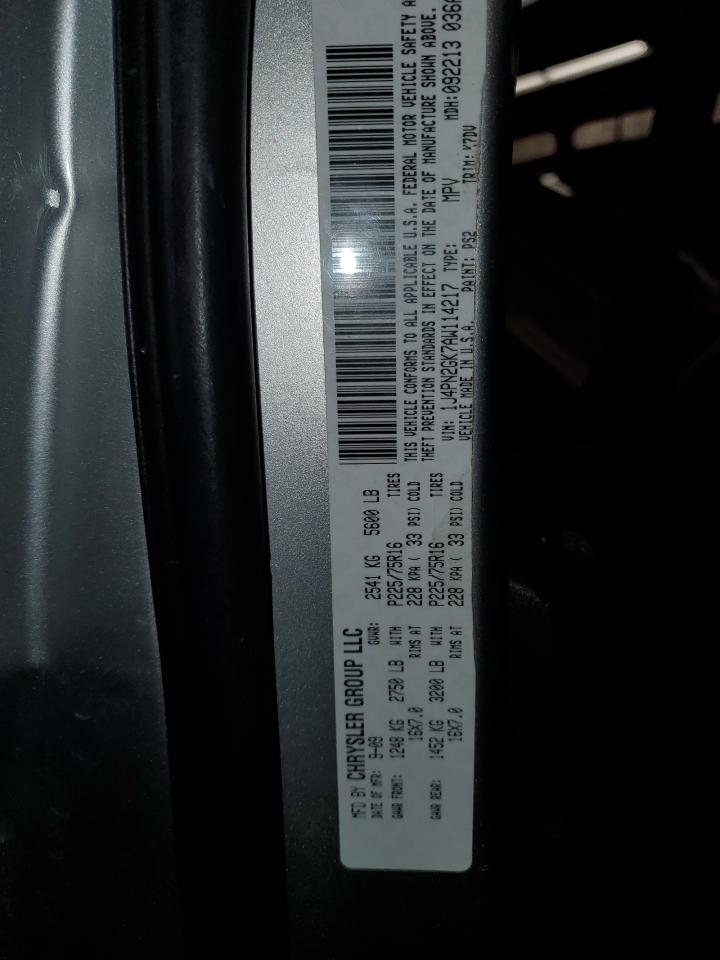 MFD BY CHRYSLER GROUP LLC
DATE OF MFR: 9-09 GVWR: 2541 KG 5600 LB
GAWR FRONT: 1248 KG 2750 LB WITH P225/75R16 TIRES
16X7.0 RIMS AT 228 KPA ( 33 PSI) COLD
GAWR REAR: 1452 KG 3200 LB WITH P225/75R16 TIRES
16X7.0 RIMS AT 228 KPA ( 33 PSI) COLD
THIS VEHICLE CONFORMS TO ALL APPLICABLE U.S.A. FEDERAL MOTOR VEHICLE SAFETY
THEFT PREVENTION STANDARDS IN EFFECT ON THE DATE OF MANUFACTURE SHOWN ABOVE.
VIN: 1J4PN2GK7AW114217 TYPE: MPV MDH:092213 036
VEHICLE MADE IN U.S.A. PAINT: PS2 TRIM: K7DV